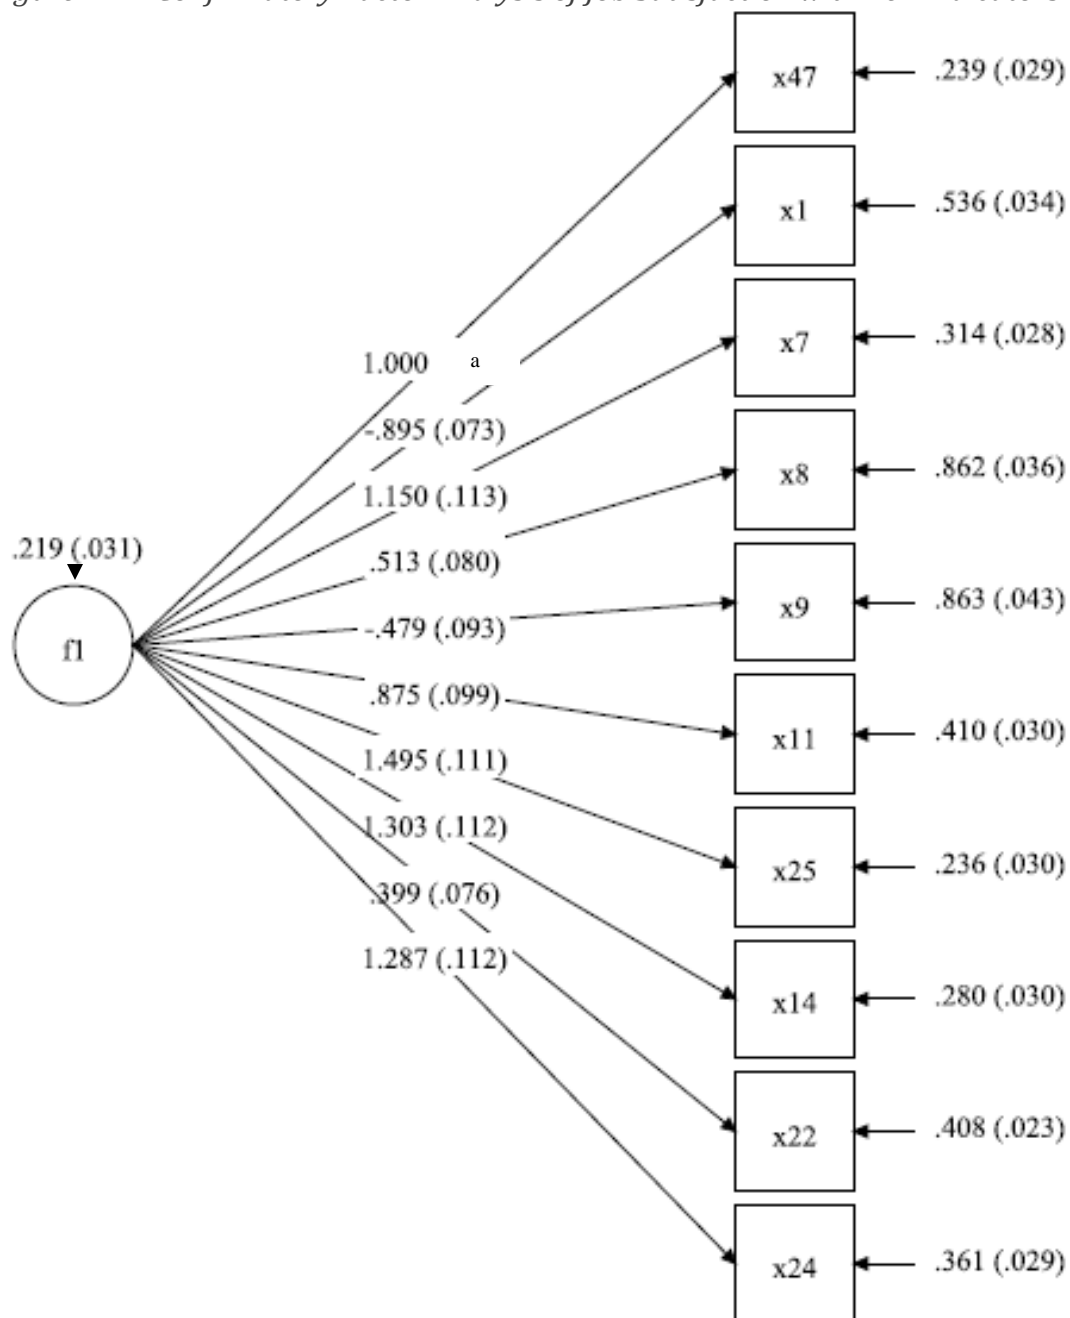 x47
.239 (.029)
x1
.536 (.034)
x7
.314 (.028)
1.000 a
-.895 (.073)
x8
.862 (.036)
1.150 (.113)
.219 (.031)
.513 (.080)
x9
.863 (.043)
-.479 (.093)
f1
.875 (.099)
x11
.410 (.030)
1.495 (.111)
1.303 (.112)
x25
.236 (.030)
.399 (.076)
1.287 (.112)
x14
.280 (.030)
x22
.408 (.023)
x24
.361 (.029)